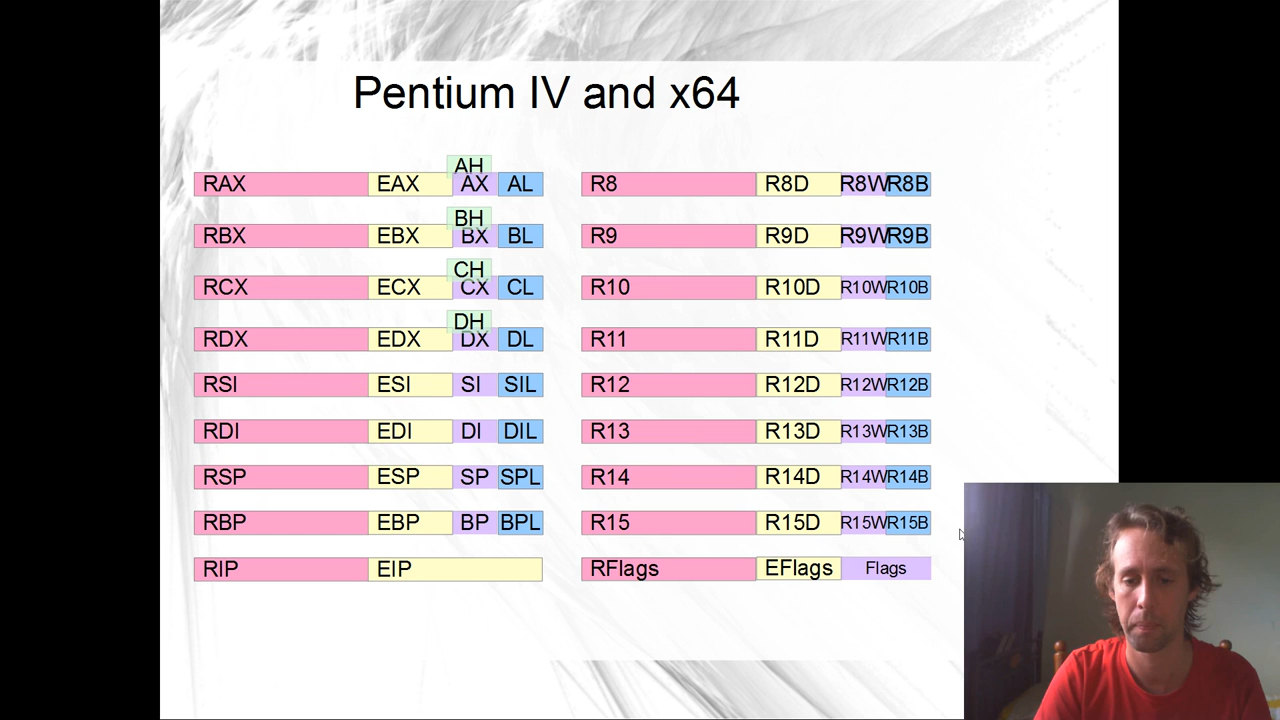 Pentium IV and x64
AH
RAX EAX AX AL R8 R8D R8W R8B
BH
RBX EBX BX BL R9 R9D R9W R9B
CH
RCX ECX CX CL R10 R10D R10W R10B
DH
RDX EDX DX DL R11 R11D R11W R11B
RSI ESI SI SIL R12 R12D R12W R12B
RDI EDI DI DIL R13 R13D R13W R13B
RSP ESP SP SPL R14 R14D R14W R14B
RBP EBP BP BPL R15 R15D R15W R15B
RIP EIP RFlags EFlags Flags